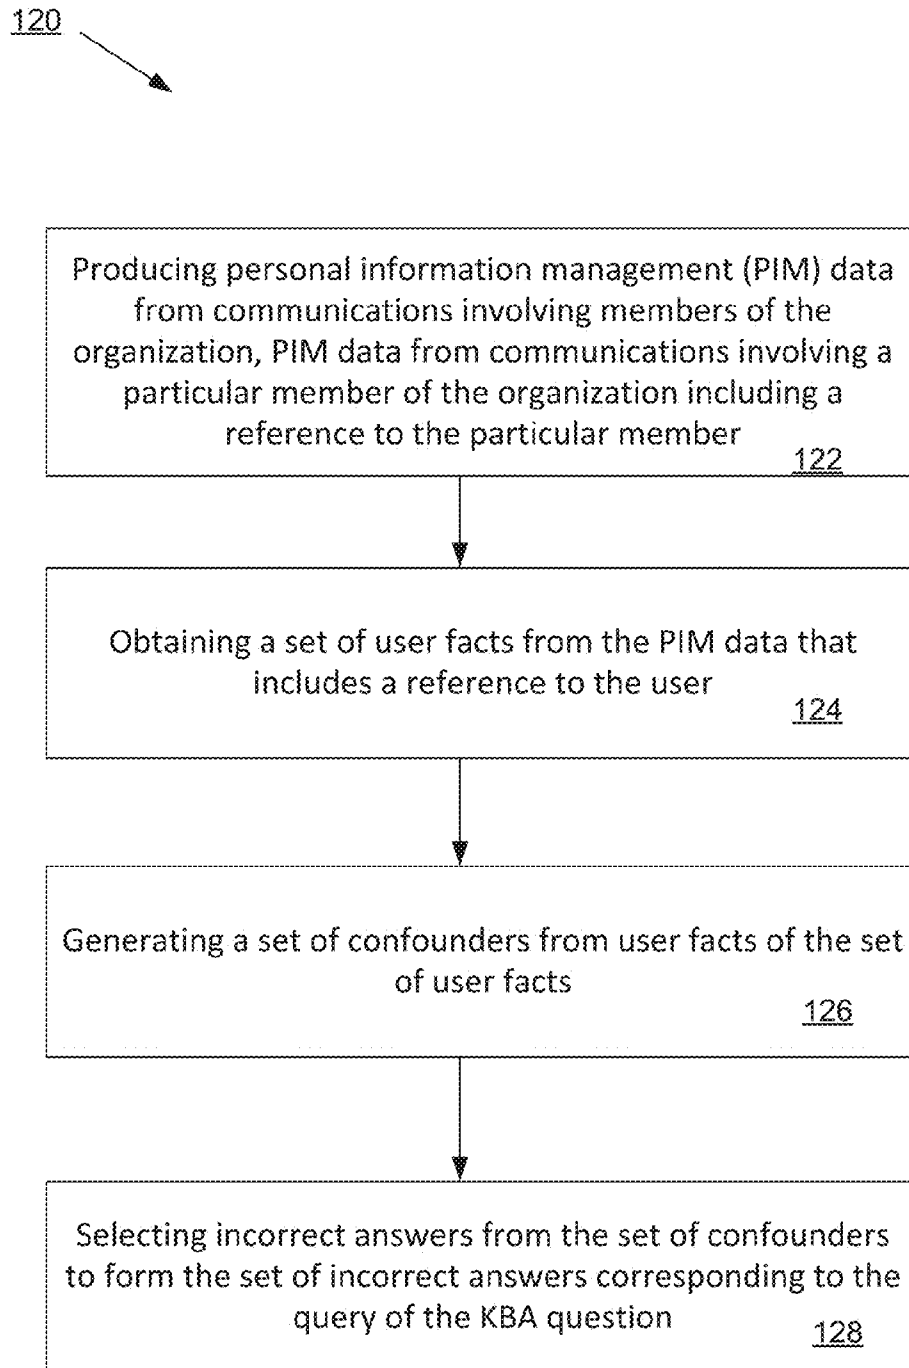 120
Producing personal information management (PIM) data
from communications involving members of the
organization, PIM data from communications involving a
particular member of the organization including a
reference to the particular member
122
Obtaining a set of user facts from the PIM data that
includes a reference to the user
124
Generating a set of confounders from user facts of the set
of user facts
126
Selecting incorrect answers from the set of confounders
to form the set of incorrect answers corresponding to the
query of the KBA question
128